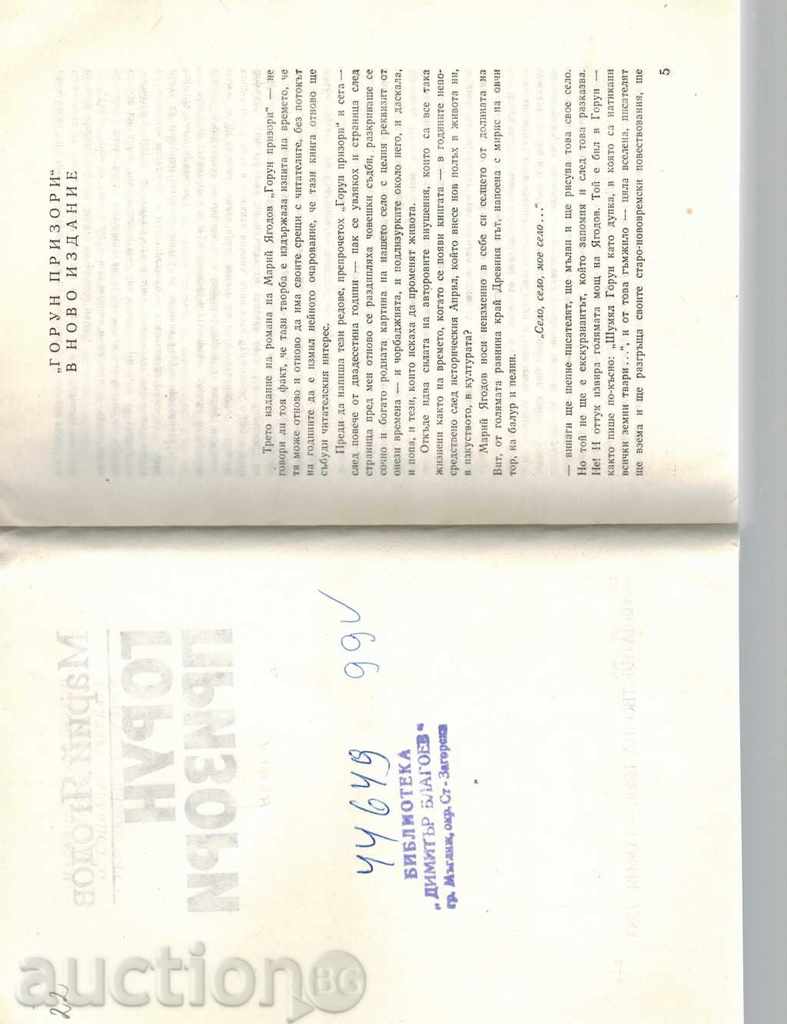 44649 99V
БИБЛИОТЕКА
„ДИМИТЪР БЛАГОЕВ“
гр. Мъглиж, окр. Ст-Загорски
Марий Ягодов
ГОРУН
ПРИЗОРИ
22
„ГОРУН ПРИЗОРИ“
В НОВО ИЗДАНИЕ
Трето издание на романа на Марий Ягодов „Горун призори“ — не
говори ли тоя факт, че тази творба е издържала изпита на времето, че
тя може отново и отново да има своите срещи с читателите, без потокът
на годините да е измил нейното очарование, че тази книга отново ще
събуди читателския интерес.
Преди да напиша тези редове, препрочетох „Горун призори“ и сега —
след повече от двадесетина години — пак се увлякох и страница след
страница пред мен отново се раздипляха човешки съдби, разкриваше се
сочно и богато родната картина на нашето село с целия реквизит от
онези времена — и чорбаджията, и подлизурките около него, и даскала,
и попа, и тези, които искаха да променят живота.
Откъде идва силата на авторовите внушения, които са все така
жизнени както на времето, когато се появи книгата — в годините непо-
средствено след историческия Април, който внесе нов полъх в живота ни,
в изкуството, в културата?
Марий Ягодов носи неизменно в себе си селцето от долината на
Вит, от голямата равнина край Древния път, напоена с мирис на овчи
тор, на балур и пелин.
„Село, село, мое село...“
— винаги ще шепне писателят, ще мълви и ще рисува това свое село.
Но той не ще е екскурзиантът, който запомня и след това разказва.
Не! И оттук извира голямата мощ на Ягодов. Той е бил в Горун —
както пише по-късно: „Шумял Горун като дупка, в която са натикани
всички земни твари...“, и от това гъмжило — цяла вселена, писателят
ще взема и ще разгръща своите старо-нововремски повествования, ще
5
auction BG